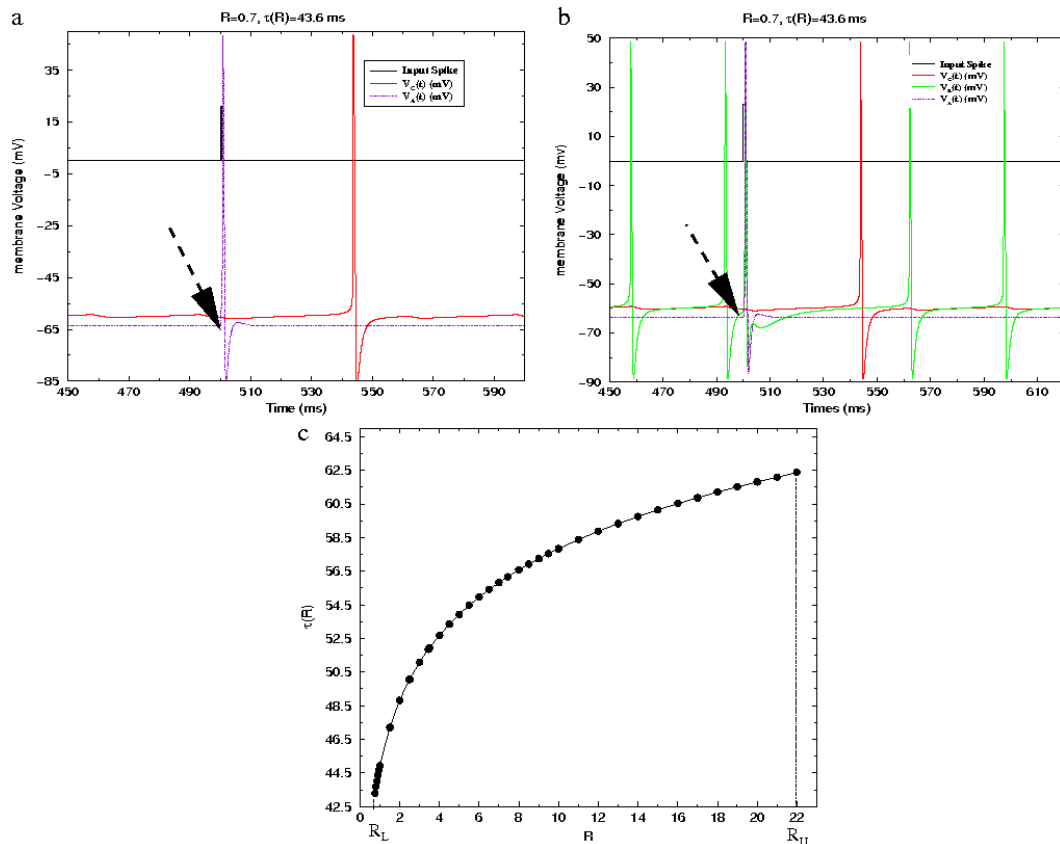 a
R=0.7, τ(R)=43.6 ms
membrane Voltage (mV)
35
15
-5
-25
-45
-65
-85
Input Spike
V_C(t) (mV)
V_A(t) (mV)
450 470 490 510 530 550 570 590
Time (ms)
b
R=0.7, τ(R)=43.6 ms
membrane Voltage (mv)
50
30
10
-10
-30
-50
-70
-90
Input Spike
V_C(t) (mV)
V_B(t) (mV)
V_A(t) (mV)
450 470 490 510 530 550 570 590 610
Times (ms)
c
τ(R)
64.5
62.5
60.5
58.5
56.5
54.5
52.5
50.5
48.5
46.5
44.5
42.5
0 2 4 6 8 10 12 14 16 18 20 22
R_L
R
R_U